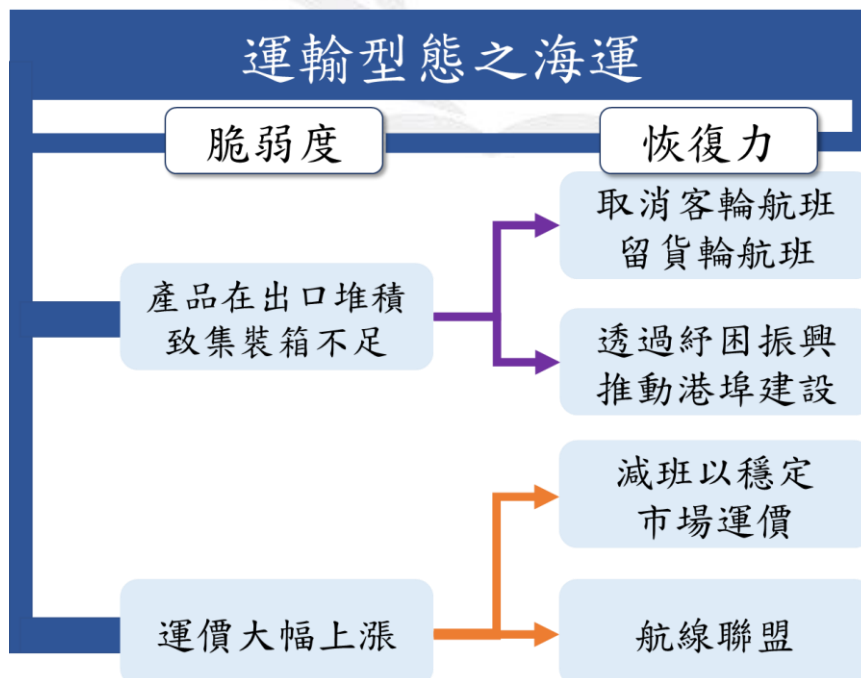 運輸型態之海運
脆弱度
恢復力
產品在出口堆積
致集裝箱不足
取消客輪航班
留貨輪航班
透過紓困振興
推動港埠建設
運價大幅上漲
減班以穩定
市場運價
航線聯盟